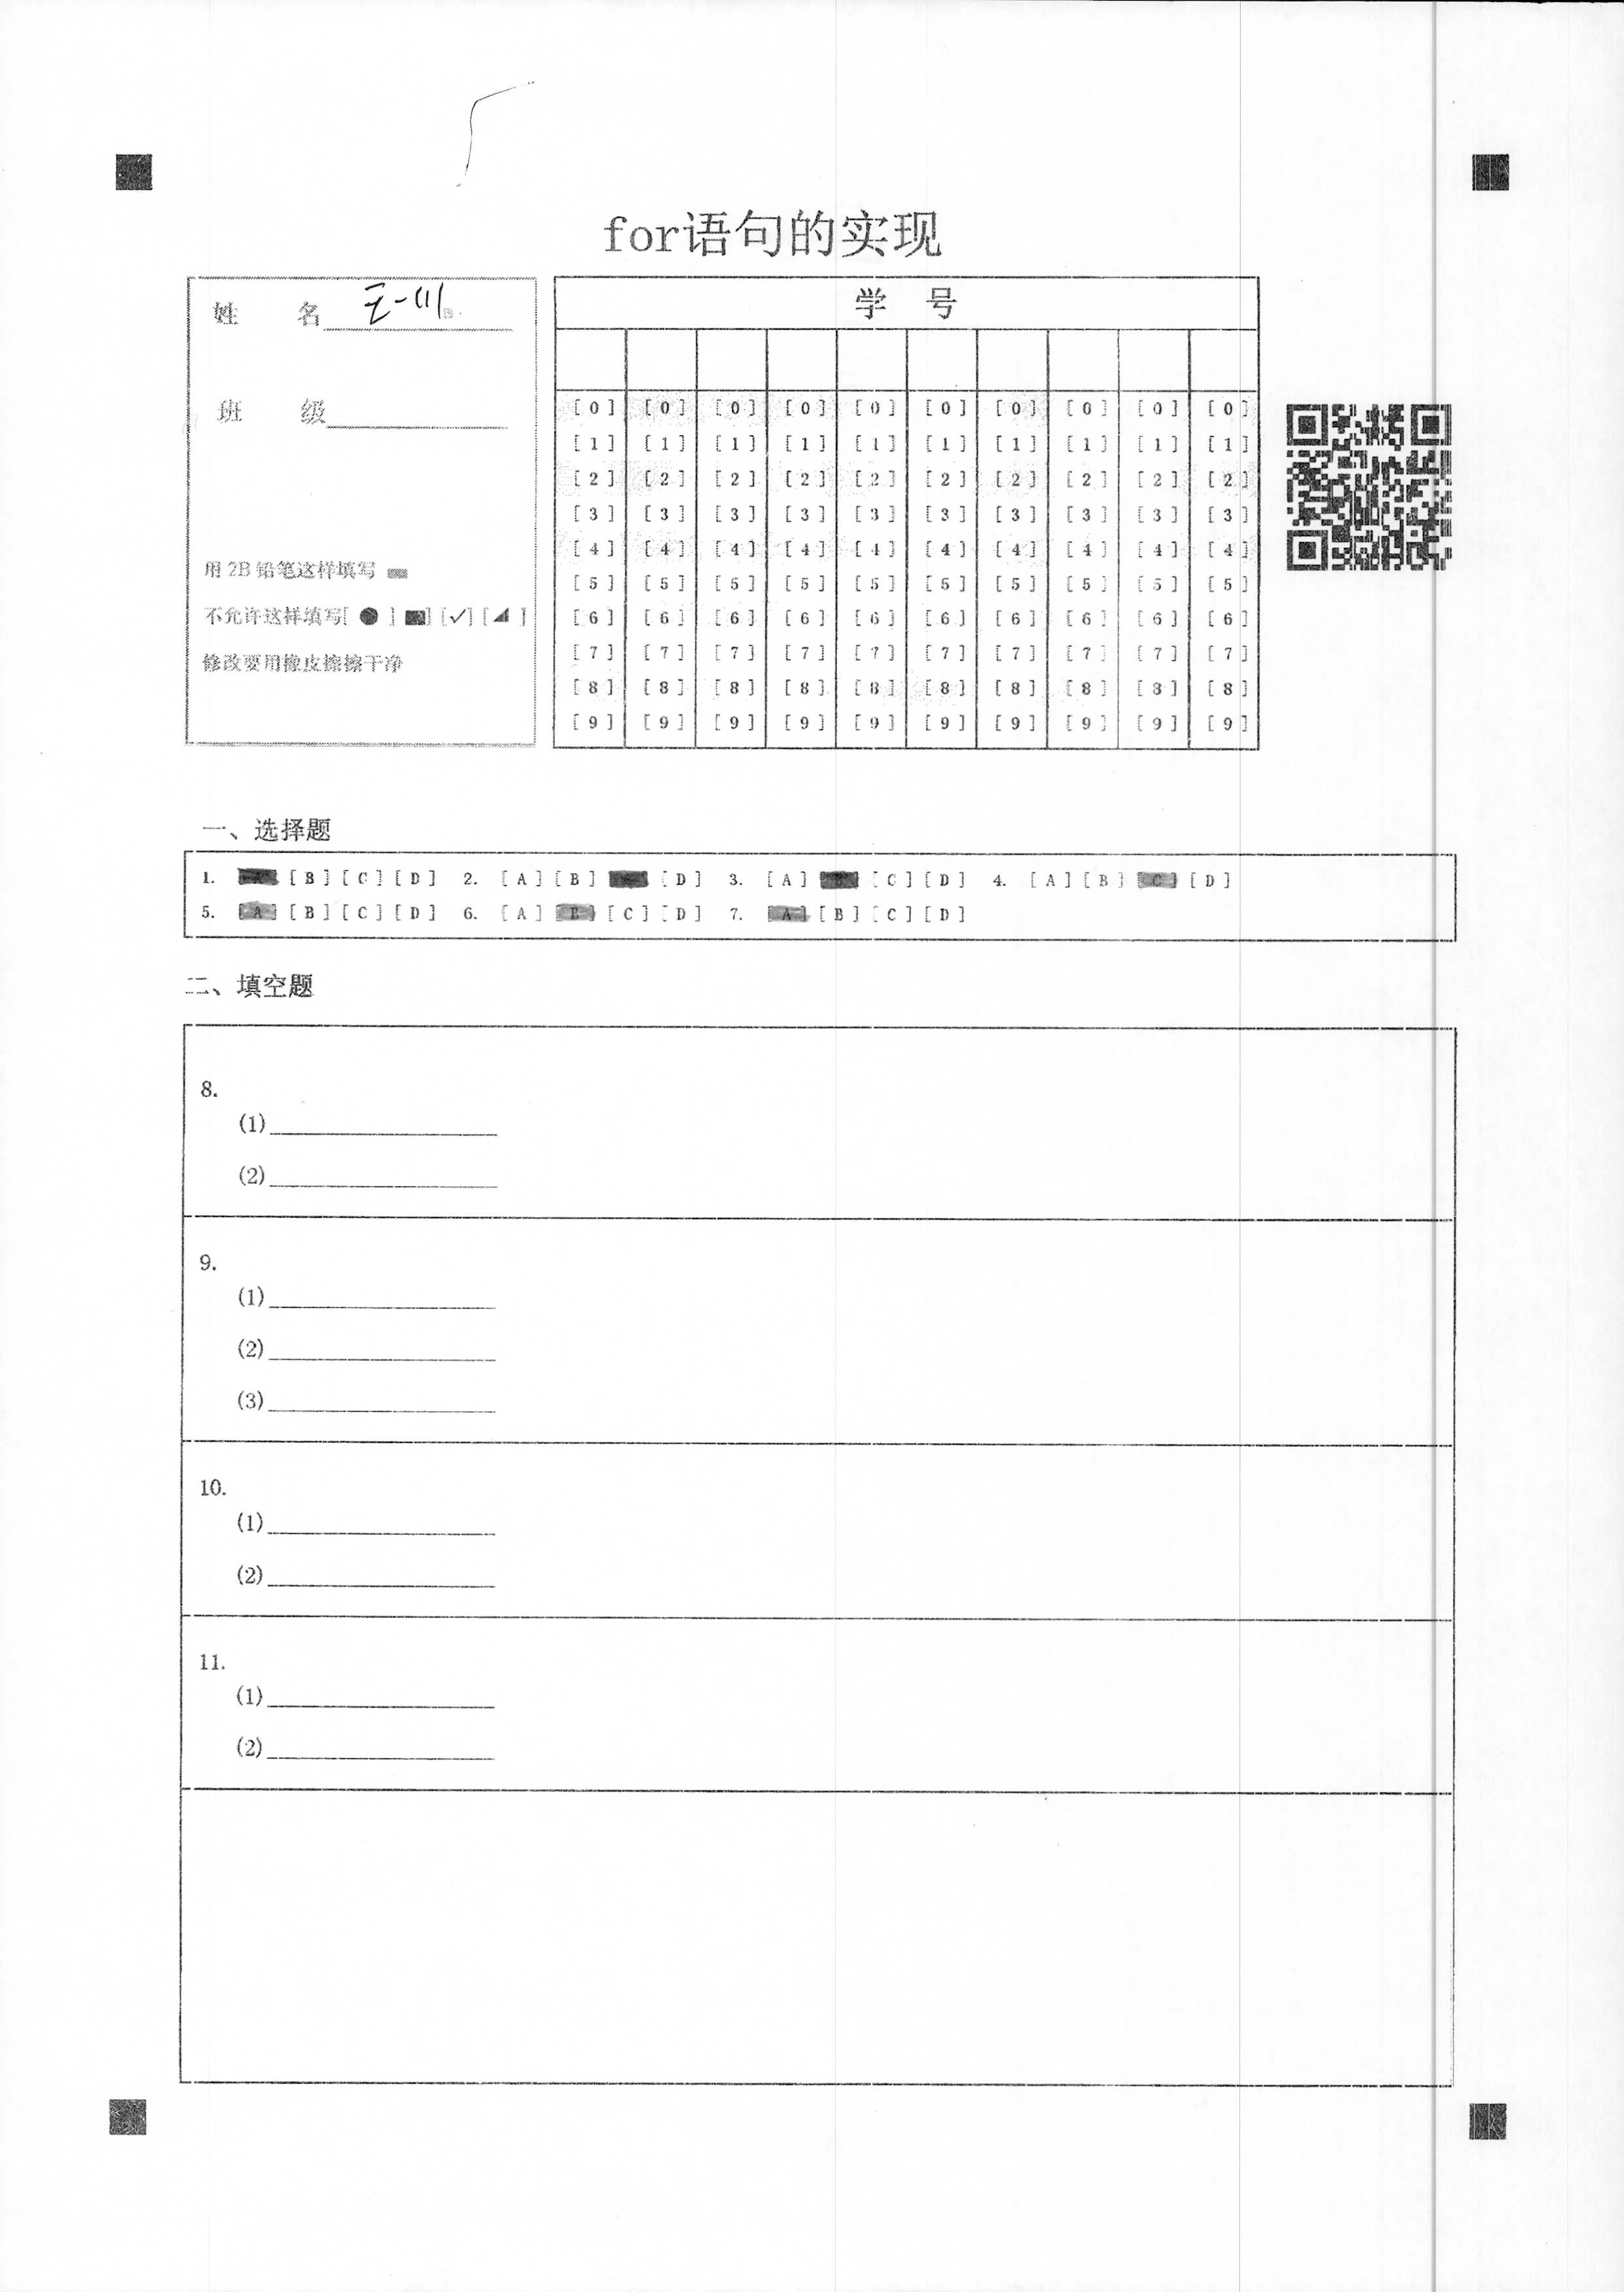 for语句的实现
姓 名
班 级
用 2B 铅笔这样填写
不允许这样填写[ ● ] [✓] [ ]
修改要用橡皮擦擦干净
学 号
[0] [0] [0] [0] [0] [0] [0] [0] [0] [0]
[1] [1] [1] [1] [1] [1] [1] [1] [1] [1]
[2] [2] [2] [2] [2] [2] [2] [2] [2] [2]
[3] [3] [3] [3] [3] [3] [3] [3] [3] [3]
[4] [4] [4] [4] [4] [4] [4] [4] [4] [4]
[5] [5] [5] [5] [5] [5] [5] [5] [5] [5]
[6] [6] [6] [6] [6] [6] [6] [6] [6] [6]
[7] [7] [7] [7] [7] [7] [7] [7] [7] [7]
[8] [8] [8] [8] [8] [8] [8] [8] [8] [8]
[9] [9] [9] [9] [9] [9] [9] [9] [9] [9]
一、选择题
1. [A] [B] [C] [D] 2. [A] [B] [D] 3. [A] [B] [C] [D] 4. [A] [B] [C] [D]
5. [A] [B] [C] [D] 6. [A] [B] [C] [D] 7. [A] [B] [C] [D]
二、填空题
8.
(1)
(2)
9.
(1)
(2)
(3)
10.
(1)
(2)
11.
(1)
(2)